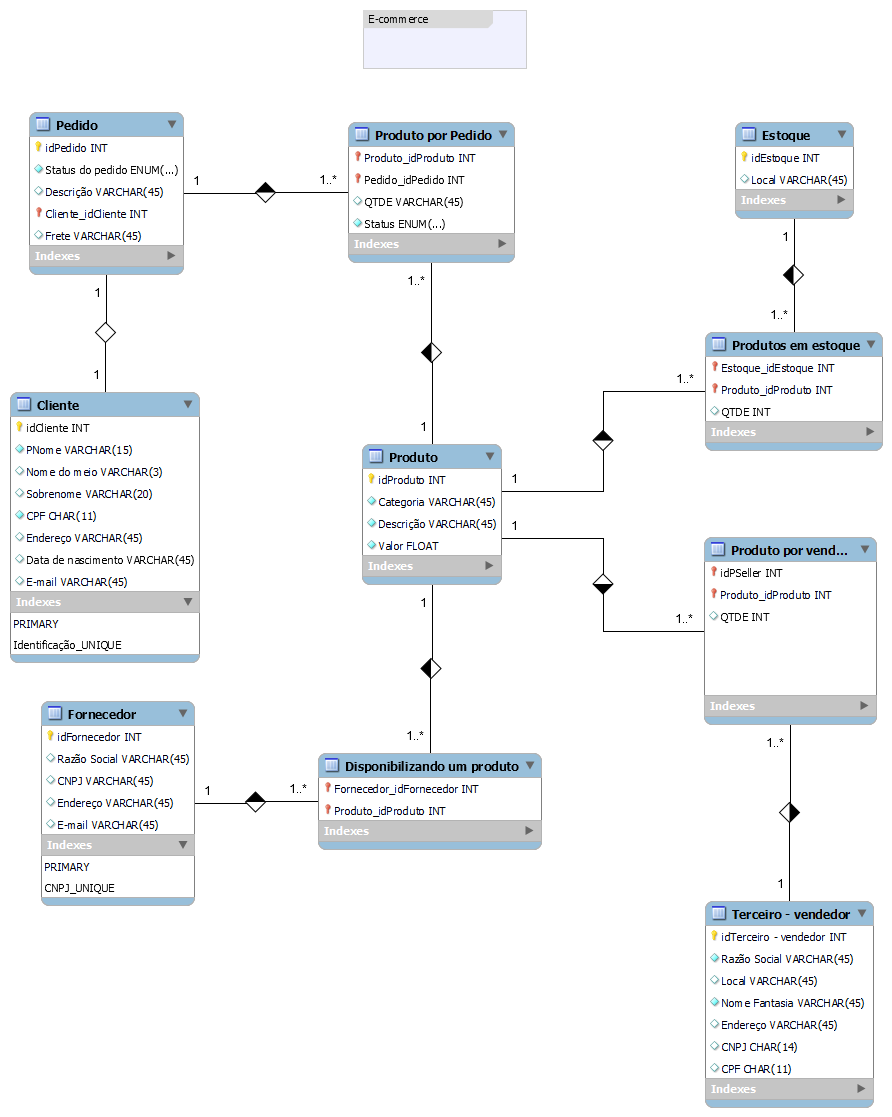 E-commerce
Pedido
idPedido INT
Status do pedido ENUM(...)
Descrição VARCHAR(45)
Cliente_idCliente INT
Frete VARCHAR(45)
Indexes
1
1..*
Produto por Pedido
Produto_idProduto INT
Pedido_idPedido INT
QTDE VARCHAR(45)
Status ENUM(...)
Indexes
Estoque
idEstoque INT
Local VARCHAR(45)
Indexes
1
1..*
1
1
1..*
1
Produtos em estoque
Estoque_idEstoque INT
Produto_idProduto INT
QTDE INT
Indexes
Cliente
idCliente INT
PNome VARCHAR(15)
Nome do meio VARCHAR(3)
Sobrenome VARCHAR(20)
CPF CHAR(11)
Endereço VARCHAR(45)
Data de nascimento VARCHAR(45)
E-mail VARCHAR(45)
Indexes
PRIMARY
Identificação_UNIQUE
Produto
idProduto INT
Categoria VARCHAR(45)
Descrição VARCHAR(45)
Valor FLOAT
Indexes
1
1..*
1
1..*
Produto por vend...
idPSeller INT
Produto_idProduto INT
QTDE INT
Indexes
1
1..*
Fornecedor
idFornecedor INT
Razão Social VARCHAR(45)
CNPJ VARCHAR(45)
Endereço VARCHAR(45)
E-mail VARCHAR(45)
Indexes
PRIMARY
CNPJ_UNIQUE
1
1..*
Disponibilizando um produto
Fornecedor_idFornecedor INT
Produto_idProduto INT
Indexes
1..*
1
Terceiro - vendedor
idTerceiro - vendedor INT
Razão Social VARCHAR(45)
Local VARCHAR(45)
Nome Fantasia VARCHAR(45)
Endereço VARCHAR(45)
CNPJ CHAR(14)
CPF CHAR(11)
Indexes